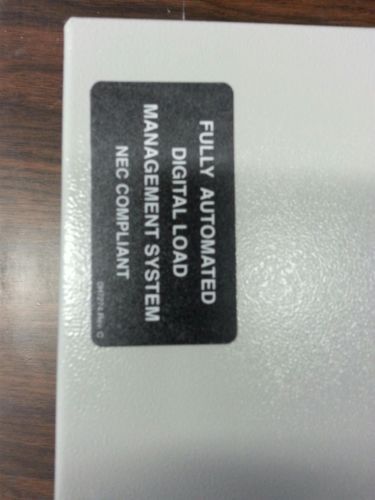 FULLY AUTOMATED
DIGITAL LOAD
MANAGEMENT SYSTEM
NEC COMPLIANT